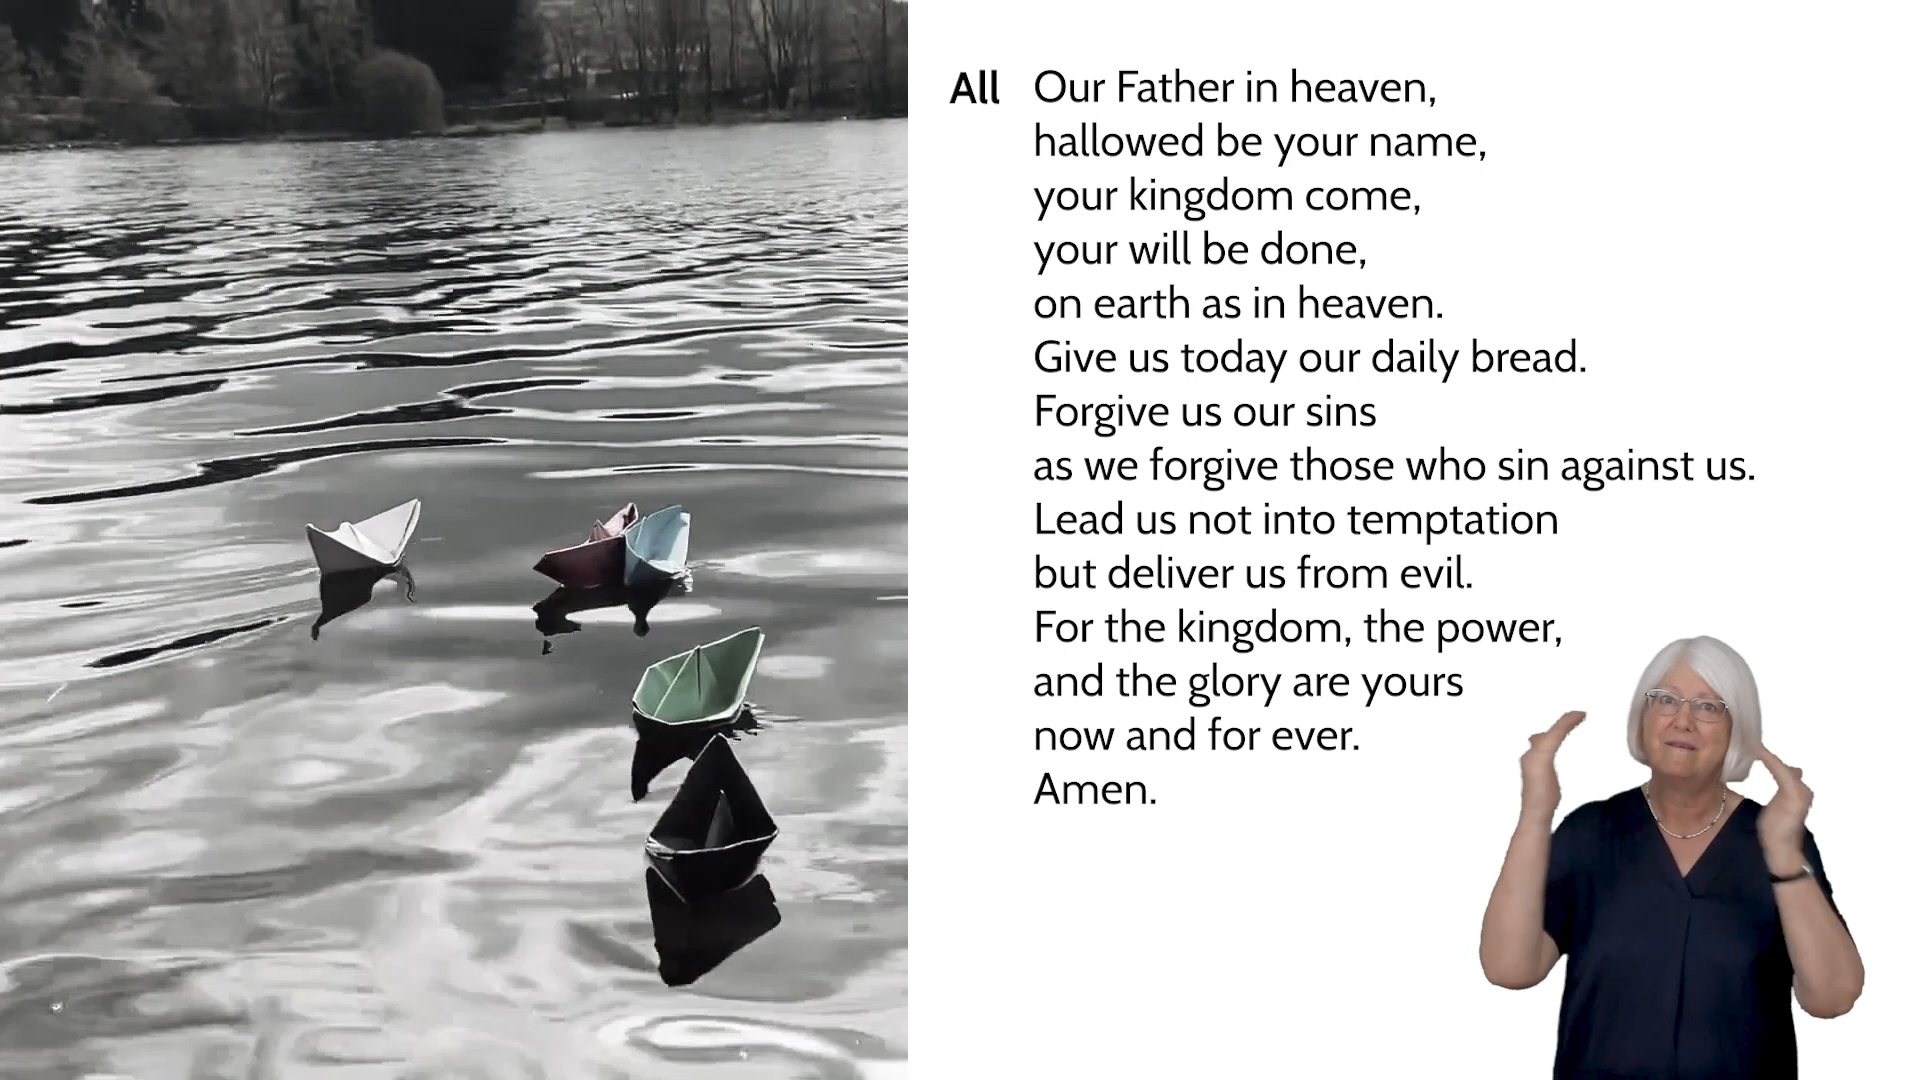 All Our Father in heaven,
hallowed be your name,
your kingdom come,
your will be done,
on earth as in heaven.
Give us today our daily bread.
Forgive us our sins
as we forgive those who sin against us.
Lead us not into temptation
but deliver us from evil.
For the kingdom, the power,
and the glory are yours
now and for ever.
Amen.